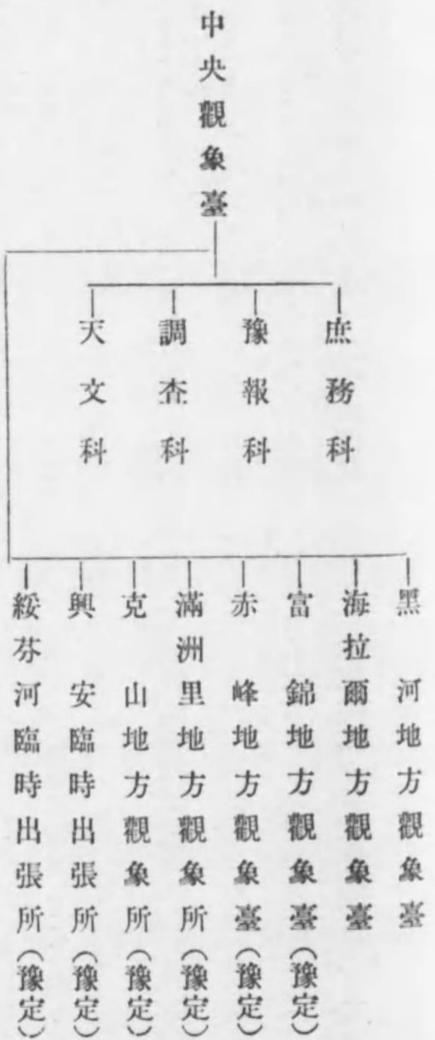 中央觀象臺
庶務科
豫報科
調査科
天文科
黑河地方觀象臺
海拉爾地方觀象臺
富錦地方觀象臺(豫定)
赤峰地方觀象臺(豫定)
滿洲里地方觀象所(豫定)
克山地方觀象所(豫定)
興安臨時出張所(豫定)
綏芬河臨時出張所(豫定)